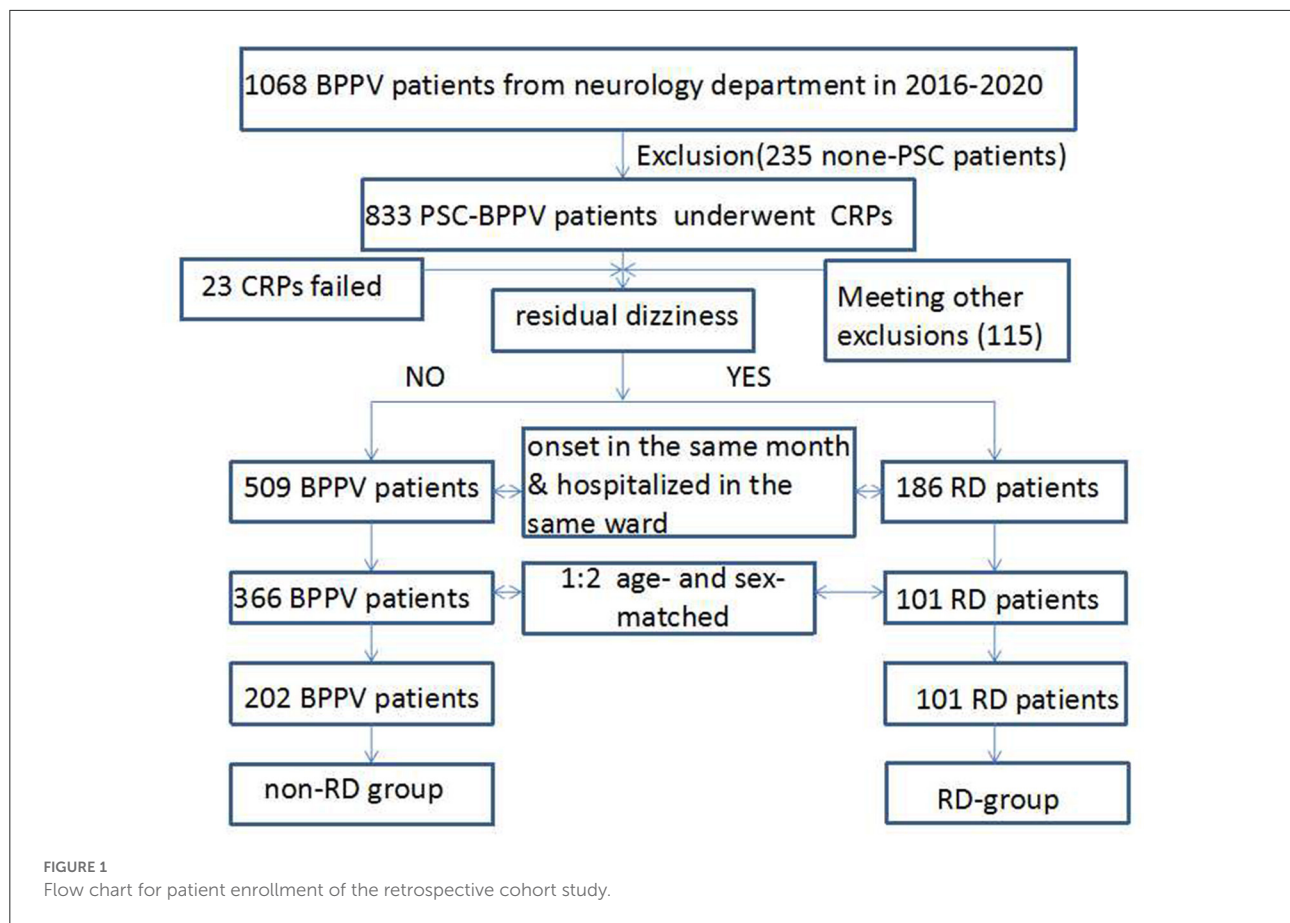 1068 BPPV patients from neurology department in 2016-2020
Exclusion(235 none-PSC patients)
833 PSC-BPPV patients underwent CRPs
23 CRPs failed
Meeting other
exclusions (115)
residual dizziness
NO
YES
509 BPPV patients
onset in the same month
& hospitalized in the
same ward
186 RD patients
366 BPPV patients
1:2 age- and sex-
matched
101 RD patients
202 BPPV patients
101 RD patients
non-RD group
RD-group
FIGURE 1
Flow chart for patient enrollment of the retrospective cohort study.